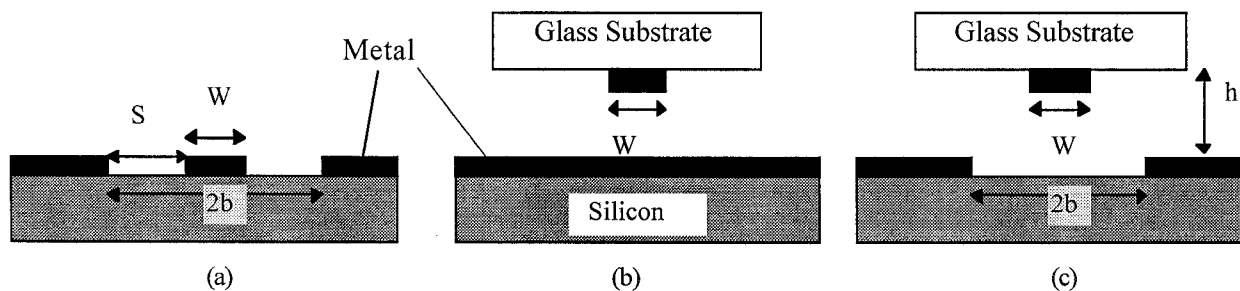 Glass Substrate
Glass Substrate
Metal
W
S
h
W
W
2b
Silicon
2b
(a)
(b)
(c)